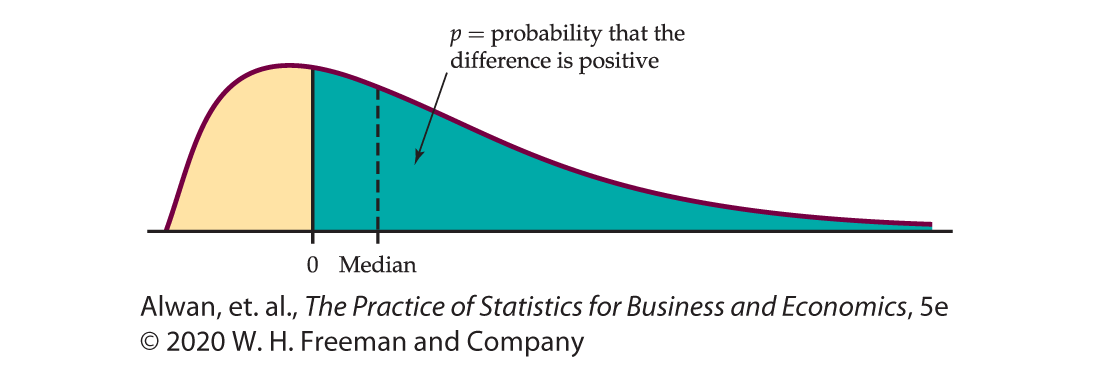 p = probability that the
difference is positive
0 Median
Alwan, et. al., The Practice of Statistics for Business and Economics, 5e
© 2020 W. H. Freeman and Company